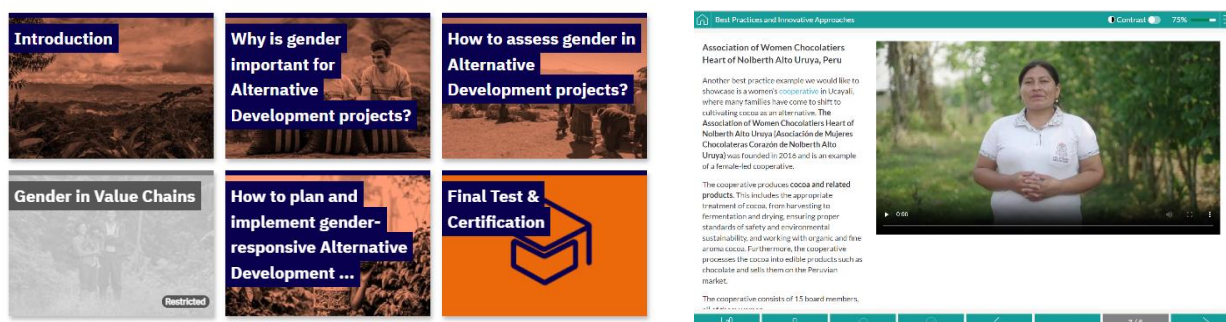 Introduction
Why is gender
important for
Alternative
Development projects?
How to assess gender in
Alternative
Development projects?
Gender in Value Chains
Restricted
How to plan and
implement gender-
responsive Alternative
Development ...
Final Test &
Certification
Best Practices and Innovative Approaches
Contrast
75%
Association of Women Chocolatiers
Heart of Nolberth Alto Uruya, Peru
Another best practice example we would like to
showcase is a women's cooperative in Ucayali,
where many families have come to shift to
cultivating cocoa as an alternative. The
Association of Women Chocolatiers Heart of
Nolberth Alto Uruya (Asociación de Mujeres
Chocolateras Corazón de Nolberth Alto
Uruya) was founded in 2016 and is an example
of a female-led cooperative.
The cooperative produces cocoa and related
products. This includes the appropriate
treatment of cocoa, from harvesting to
fermentation and drying, ensuring proper
standards of safety and environmental
sustainability, and working with organic and fine
aroma cocoa. Furthermore, the cooperative
processes the cocoa into edible products such as
chocolate and sells them on the Peruvian
market.
The cooperative consists of 15 board members,
0:00